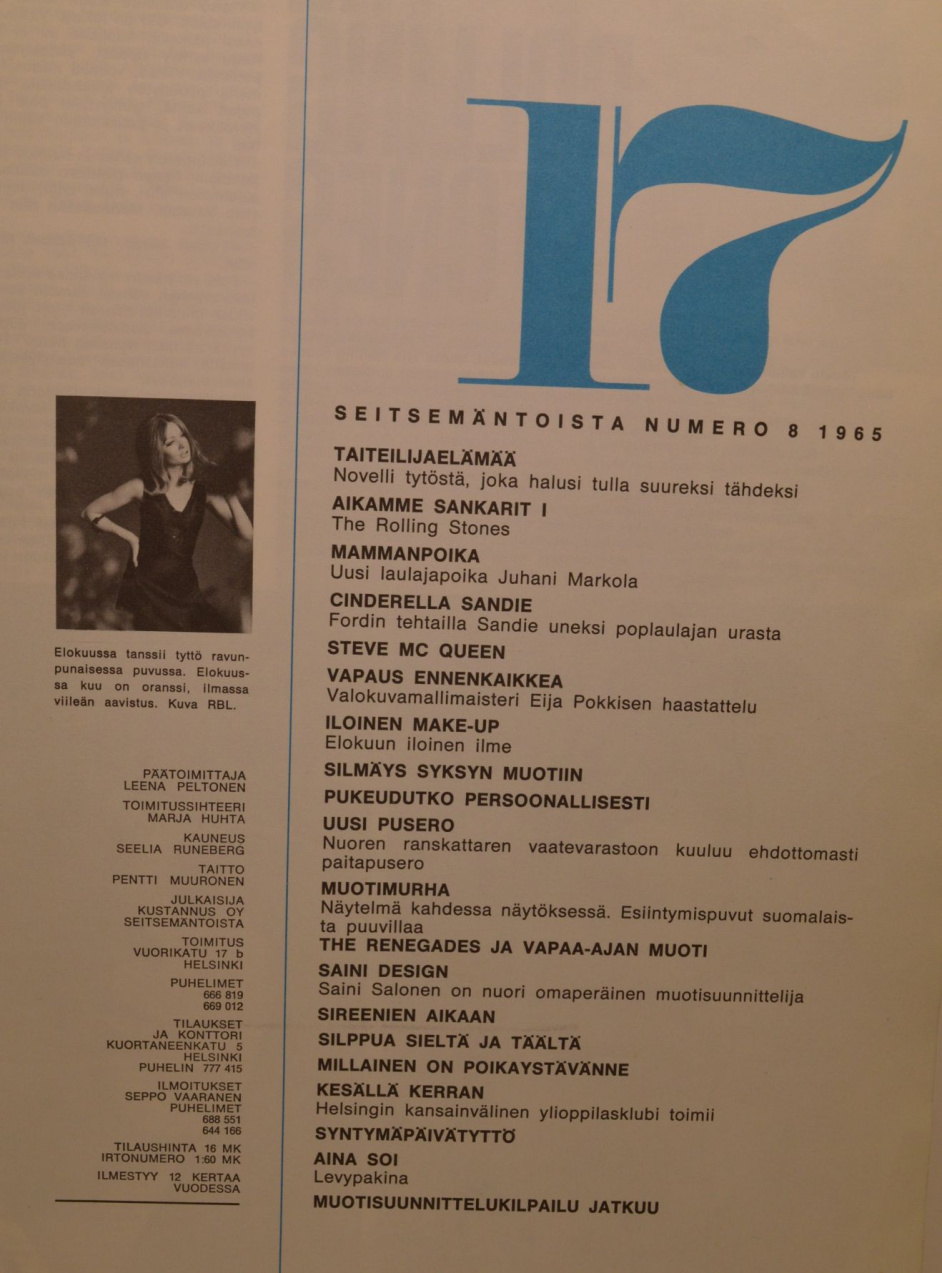 17
SEITSEMÄNTOISTA NUMERO 8 1965
TAITEILIJAELÄMÄÄ
Novelli tytöstä, joka halusi tulla suureksi tähdeksi
AIKAMME SANKARIT I
The Rolling Stones
MAMMANPOIKA
Uusi laulajapoika Juhani Markola
CINDERELLA SANDIE
Fordin tehtailla Sandie uneksi poplaulajan urasta
STEVE MC QUEEN
VAPAUS ENNENKAIKKEA
Valokuvamallimaisteri Eija Pokkisen haastattelu
ILOINEN MAKE-UP
Elokuun iloinen ilme
SILMÄYS SYKSYN MUOTIIN
PUKEUDUTKO PERSOONALLISESTI
UUSI PUSERO
Nuoren ranskattaren vaatevarastoon kuuluu ehdottomasti
paitapusero
MUOTIMURHA
Näytelmä kahdessa näytöksessä. Esiintymispuvut suomalais-
ta puuvillaa
THE RENEGADES JA VAPAA-AJAN MUOTI
SAINI DESIGN
Saini Salonen on nuori omaperäinen muotisuunnittelija
SIREENIEN AIKAAN
SILPPUA SIELTÄ JA TÄÄLTÄ
MILLAINEN ON POIKAYSTÄVÄNNE
KESÄLLÄ KERRAN
Helsingin kansainvälinen ylioppilasklubi toimii
SYNTYMÄPÄIVÄTYTTÖ
AINA SOI
Levypakina
MUOTISUUNNITTELUKILPAILU JATKUU
Elokuussa tanssii tyttö ravun-
punaisessa puvussa. Elokuus-
sa kuu on oranssi, ilmassa
viileän aavistus. Kuva RBL.
PÄÄTOIMITTAJA
LEENA PELTONEN
TOIMITUSSIHTEERI
MARJA HUHTA
KAUNEUS
SEELIA RUNEBERG
TAITTO
PENTTI MUURONEN
JULKAISIJA
KUSTANNUS OY
SEITSEMÄNTOISTA
TOIMITUS
VUORIKATU 17 b
HELSINKI
PUHELIMET
666 819
669 012
TILAUKSET
JA KONTTORI
KUORTANEENKATU 5
HELSINKI
PUHELIN 777 415
ILMOITUKSET
SEPPO VAARANEN
PUHELIMET
688 551
644 166
TILAUSHINTA 16 MK
IRTONUMERO 1:60 MK
ILMESTYY 12 KERTAA
VUODESSA